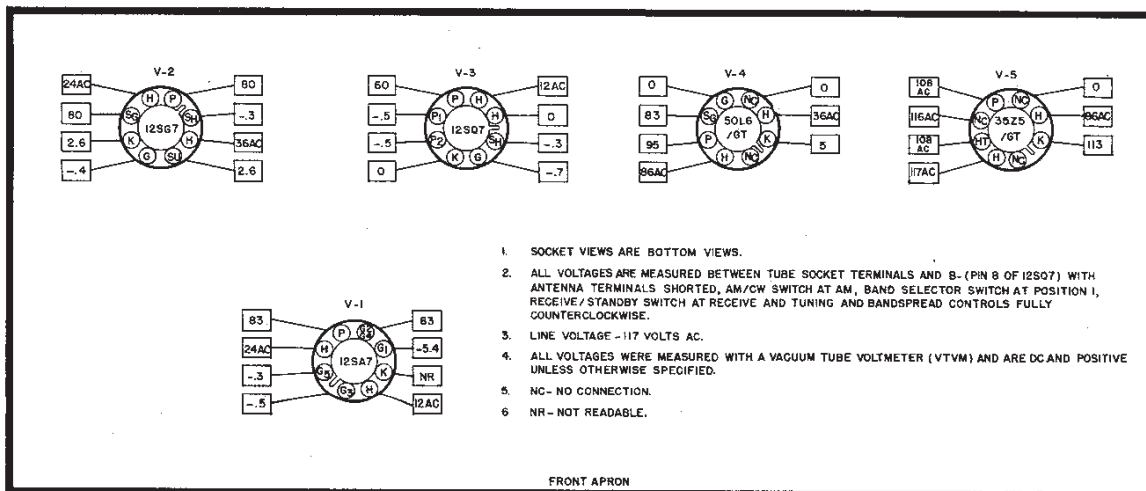 V-2
24AC H P 80
80 SG SH -.3
12SG7
2.6 K H 36AC
-.4 G SU 2.6
V-3
60 P H 12AC
-.5 P1 H 0
12SQ7
-.5 P2 SH -.3
0 K G -.7
V-4
0 G NC 0
83 SG H 36AC
50L6
/GT
95 P K 5
86AC H NC
V-5
108
AC P NC 0
116AC NC H 86AC
35Z5
/GT
108
AC HT K 113
117AC H NC
V-1
83 P 83
24AC H G1 -5.4
12SA7
-.3 G5 K NR
-.5 G3 H 12AC
1. SOCKET VIEWS ARE BOTTOM VIEWS.
2. ALL VOLTAGES ARE MEASURED BETWEEN TUBE SOCKET TERMINALS AND B- (PIN 8 OF 12SQ7) WITH
ANTENNA TERMINALS SHORTED, AM/CW SWITCH AT AM, BAND SELECTOR SWITCH AT POSITION 1,
RECEIVE/STANDBY SWITCH AT RECEIVE AND TUNING AND BANDSPREAD CONTROLS FULLY
COUNTERCLOCKWISE.
3. LINE VOLTAGE - 117 VOLTS AC.
4. ALL VOLTAGES WERE MEASURED WITH A VACUUM TUBE VOLTMETER (VTVM) AND ARE DC AND POSITIVE
UNLESS OTHERWISE SPECIFIED.
5. NC - NO CONNECTION.
6 NR - NOT READABLE.
FRONT APRON